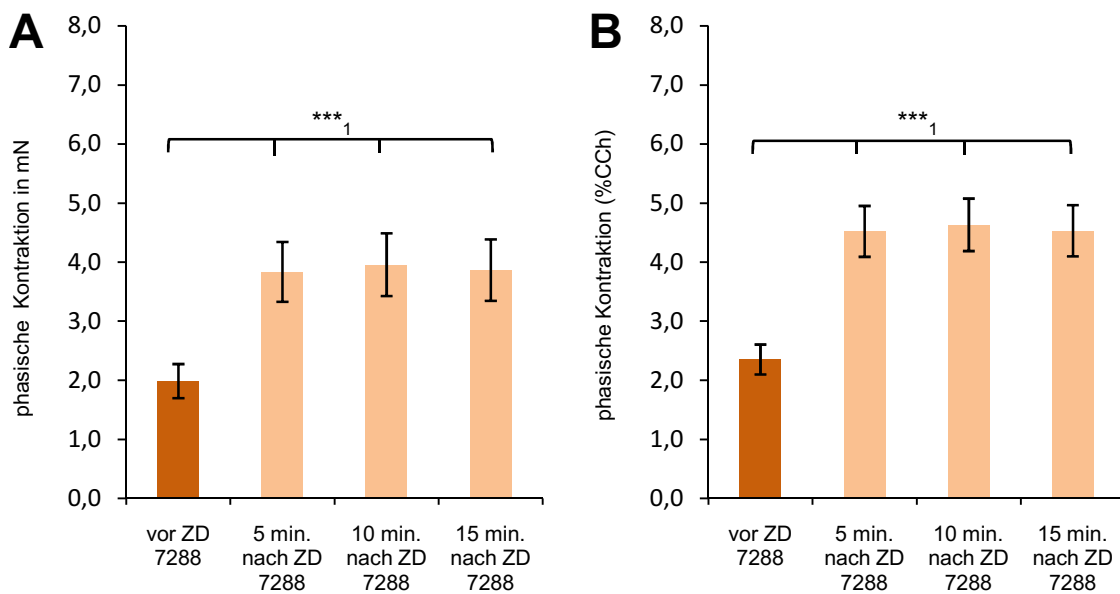 A
phasische Kontraktion in mN
8,0
7,0
6,0
5,0
4,0
3,0
2,0
1,0
0,0
***1
vor ZD
7288
5 min.
nach ZD
7288
10 min.
nach ZD
7288
15 min.
nach ZD
7288
B
phasische Kontraktion (%CCh)
8,0
7,0
6,0
5,0
4,0
3,0
2,0
1,0
0,0
***1
vor ZD
7288
5 min.
nach ZD
7288
10 min.
nach ZD
7288
15 min.
nach ZD
7288